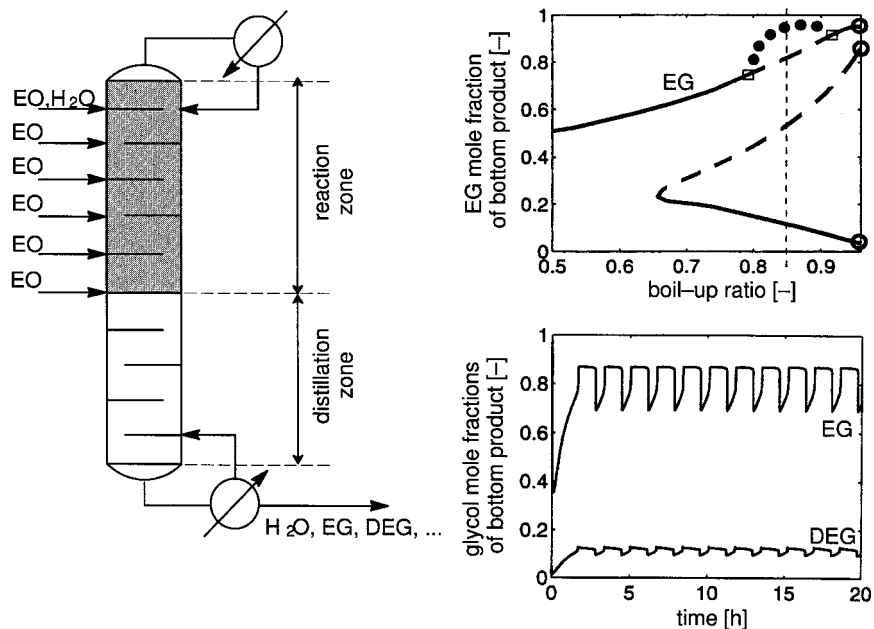 EO,H₂O
EO
EO
EO
EO
EO
reaction
zone
distillation
zone
H₂O, EG, DEG, ...
EG mole fraction
of bottom product [–]
1
0.8
0.6
0.4
0.2
0
EG
0.5
0.6
0.7
0.8
0.9
boil–up ratio [–]
glycol mole fractions
of bottom product [–]
1
0.8
0.6
0.4
0.2
0
EG
DEG
0
5
10
15
20
time [h]